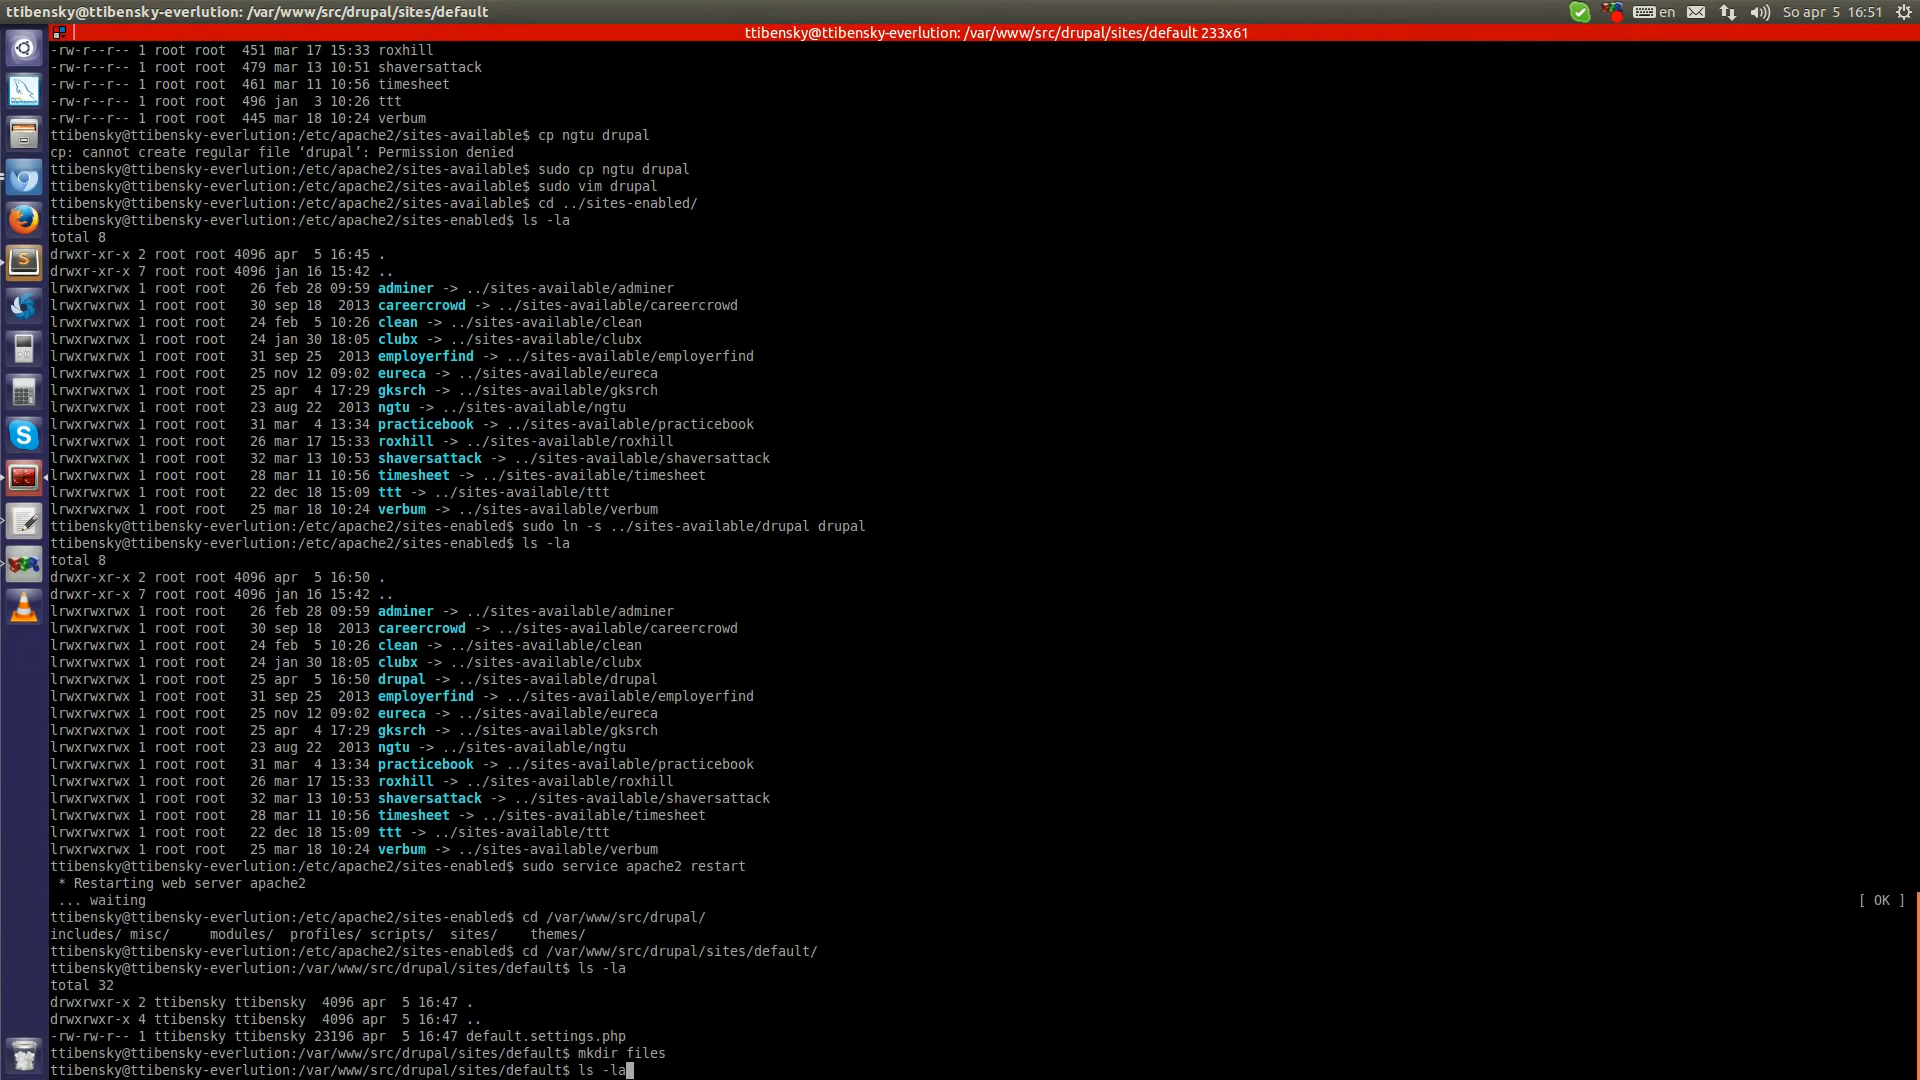 ttibensky@ttibensky-everlution: /var/www/src/drupal/sites/default
en
So apr 5 16:51
ttibensky@ttibensky-everlution: /var/www/src/drupal/sites/default 233x61
-rw-r--r-- 1 root root  451 mar 17 15:33 roxhill
-rw-r--r-- 1 root root  479 mar 13 10:51 shaversattack
-rw-r--r-- 1 root root  461 mar 11 10:56 timesheet
-rw-r--r-- 1 root root  496 jan  3 10:26 ttt
-rw-r--r-- 1 root root  445 mar 18 10:24 verbum
ttibensky@ttibensky-everlution:/etc/apache2/sites-available$ cp ngtu drupal
cp: cannot create regular file ‘drupal’: Permission denied
ttibensky@ttibensky-everlution:/etc/apache2/sites-available$ sudo cp ngtu drupal
ttibensky@ttibensky-everlution:/etc/apache2/sites-available$ sudo vim drupal
ttibensky@ttibensky-everlution:/etc/apache2/sites-available$ cd ../sites-enabled/
ttibensky@ttibensky-everlution:/etc/apache2/sites-enabled$ ls -la
total 8
drwxr-xr-x 2 root root 4096 apr  5 16:45 .
drwxr-xr-x 7 root root 4096 jan 16 15:42 ..
lrwxrwxrwx 1 root root   26 feb 28 09:59 adminer -> ../sites-available/adminer
lrwxrwxrwx 1 root root   30 sep 18  2013 careercrowd -> ../sites-available/careercrowd
lrwxrwxrwx 1 root root   24 feb  5 10:26 clean -> ../sites-available/clean
lrwxrwxrwx 1 root root   24 jan 30 18:05 clubx -> ../sites-available/clubx
lrwxrwxrwx 1 root root   31 sep 25  2013 employerfind -> ../sites-available/employerfind
lrwxrwxrwx 1 root root   25 nov 12 09:02 eureca -> ../sites-available/eureca
lrwxrwxrwx 1 root root   25 apr  4 17:29 gksrch -> ../sites-available/gksrch
lrwxrwxrwx 1 root root   23 aug 22  2013 ngtu -> ../sites-available/ngtu
lrwxrwxrwx 1 root root   31 mar  4 13:34 practicebook -> ../sites-available/practicebook
lrwxrwxrwx 1 root root   26 mar 17 15:33 roxhill -> ../sites-available/roxhill
lrwxrwxrwx 1 root root   32 mar 13 10:53 shaversattack -> ../sites-available/shaversattack
lrwxrwxrwx 1 root root   28 mar 11 10:56 timesheet -> ../sites-available/timesheet
lrwxrwxrwx 1 root root   22 dec 18 15:09 ttt -> ../sites-available/ttt
lrwxrwxrwx 1 root root   25 mar 18 10:24 verbum -> ../sites-available/verbum
ttibensky@ttibensky-everlution:/etc/apache2/sites-enabled$ sudo ln -s ../sites-available/drupal drupal
ttibensky@ttibensky-everlution:/etc/apache2/sites-enabled$ ls -la
total 8
drwxr-xr-x 2 root root 4096 apr  5 16:50 .
drwxr-xr-x 7 root root 4096 jan 16 15:42 ..
lrwxrwxrwx 1 root root   26 feb 28 09:59 adminer -> ../sites-available/adminer
lrwxrwxrwx 1 root root   30 sep 18  2013 careercrowd -> ../sites-available/careercrowd
lrwxrwxrwx 1 root root   24 feb  5 10:26 clean -> ../sites-available/clean
lrwxrwxrwx 1 root root   24 jan 30 18:05 clubx -> ../sites-available/clubx
lrwxrwxrwx 1 root root   25 apr  5 16:50 drupal -> ../sites-available/drupal
lrwxrwxrwx 1 root root   31 sep 25  2013 employerfind -> ../sites-available/employerfind
lrwxrwxrwx 1 root root   25 nov 12 09:02 eureca -> ../sites-available/eureca
lrwxrwxrwx 1 root root   25 apr  4 17:29 gksrch -> ../sites-available/gksrch
lrwxrwxrwx 1 root root   23 aug 22  2013 ngtu -> ../sites-available/ngtu
lrwxrwxrwx 1 root root   31 mar  4 13:34 practicebook -> ../sites-available/practicebook
lrwxrwxrwx 1 root root   26 mar 17 15:33 roxhill -> ../sites-available/roxhill
lrwxrwxrwx 1 root root   32 mar 13 10:53 shaversattack -> ../sites-available/shaversattack
lrwxrwxrwx 1 root root   28 mar 11 10:56 timesheet -> ../sites-available/timesheet
lrwxrwxrwx 1 root root   22 dec 18 15:09 ttt -> ../sites-available/ttt
lrwxrwxrwx 1 root root   25 mar 18 10:24 verbum -> ../sites-available/verbum
ttibensky@ttibensky-everlution:/etc/apache2/sites-enabled$ sudo service apache2 restart
 * Restarting web server apache2
 ... waiting [ OK ]
ttibensky@ttibensky-everlution:/etc/apache2/sites-enabled$ cd /var/www/src/drupal/
includes/ misc/     modules/  profiles/ scripts/  sites/    themes/
ttibensky@ttibensky-everlution:/etc/apache2/sites-enabled$ cd /var/www/src/drupal/sites/default/
ttibensky@ttibensky-everlution:/var/www/src/drupal/sites/default$ ls -la
total 32
drwxrwxr-x 2 ttibensky ttibensky  4096 apr  5 16:47 .
drwxrwxr-x 4 ttibensky ttibensky  4096 apr  5 16:47 ..
-rw-rw-r-- 1 ttibensky ttibensky 23196 apr  5 16:47 default.settings.php
ttibensky@ttibensky-everlution:/var/www/src/drupal/sites/default$ mkdir files
ttibensky@ttibensky-everlution:/var/www/src/drupal/sites/default$ ls -la